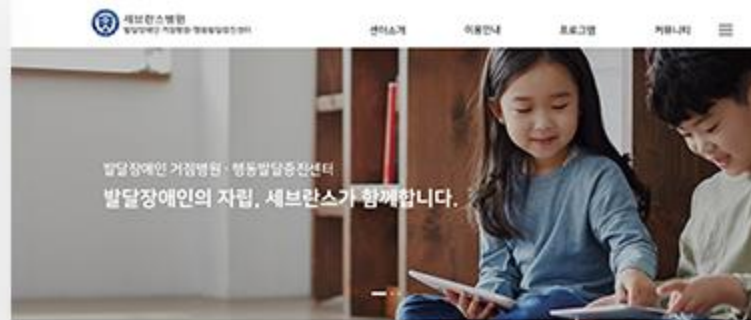 세브란스병원
발달장애인 거점병원·행동발달증진센터
센터소개
이용안내
프로그램
커뮤니티
발달장애인 거점병원·행동발달증진센터
발달장애인의 자립, 세브란스가 함께합니다.